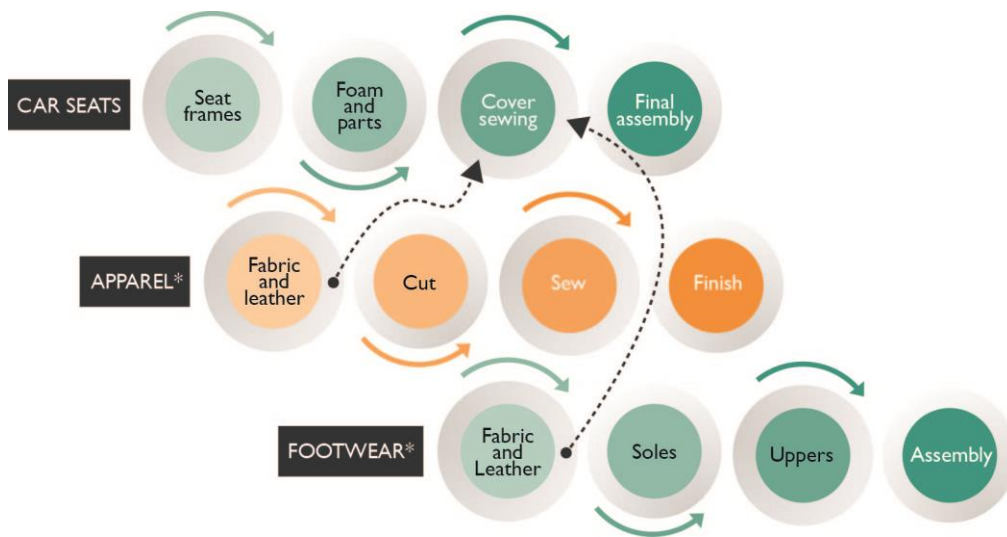 CAR SEATS
Seat
frames
Foam
and
parts
Cover
sewing
Final
assembly
APPAREL*
Fabric
and
leather
Cut
Sew
Finish
FOOTWEAR*
Fabric
and
Leather
Soles
Uppers
Assembly